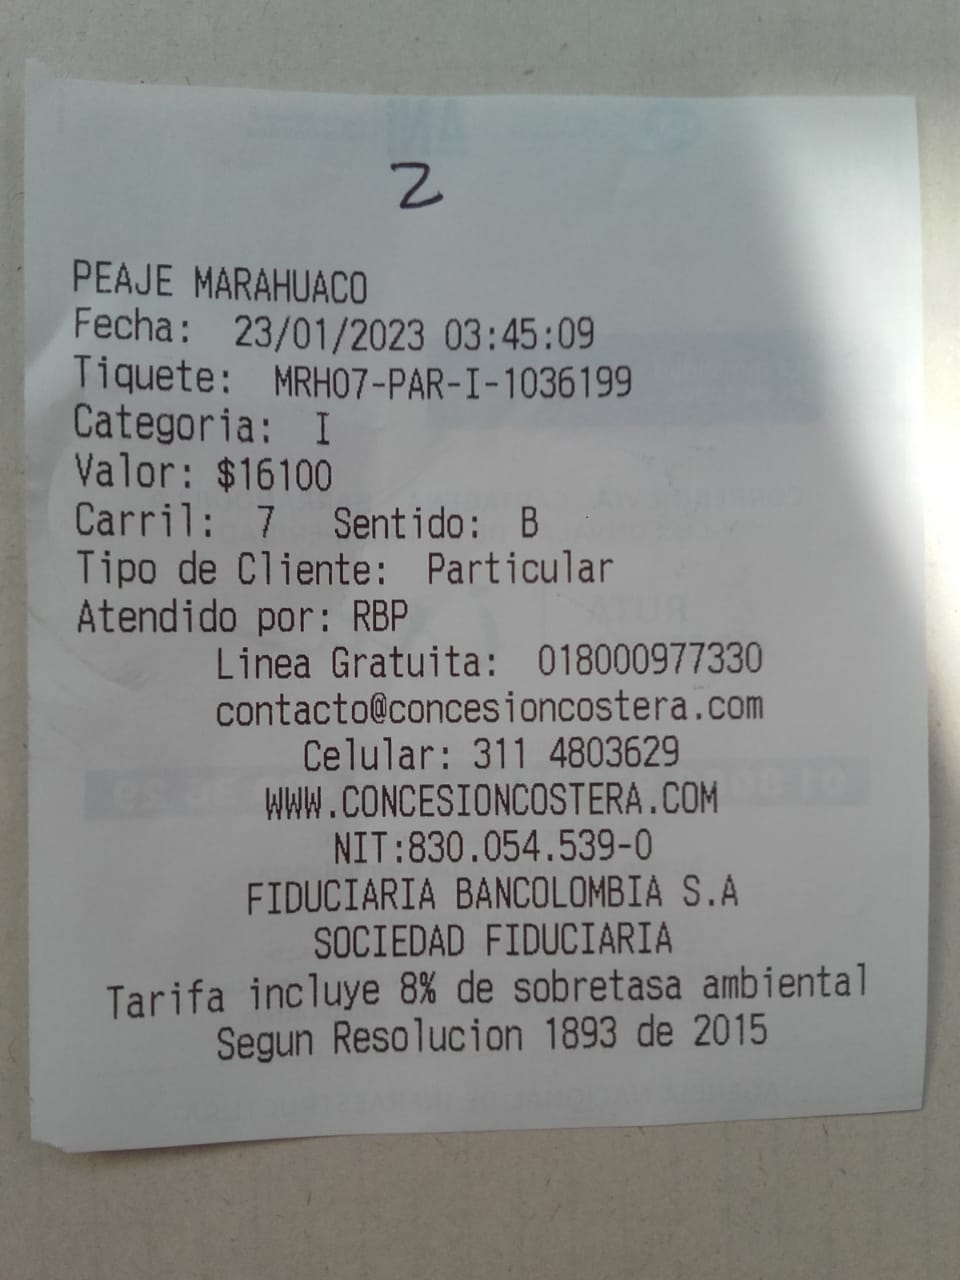 2
PEAJE MARAHUACO
Fecha: 23/01/2023 03:45:09
Tiquete: MRH07-PAR-I-1036199
Categoria: I
Valor: $16100
Carril: 7 Sentido: B
Tipo de Cliente: Particular
Atendido por: RBP
Linea Gratuita: 018000977330
contacto@concesioncostera.com
Celular: 311 4803629
WWW.CONCESIONCOSTERA.COM
NIT:830.054.539-0
FIDUCIARIA BANCOLOMBIA S.A
SOCIEDAD FIDUCIARIA
Tarifa incluye 8% de sobretasa ambiental
Segun Resolucion 1893 de 2015